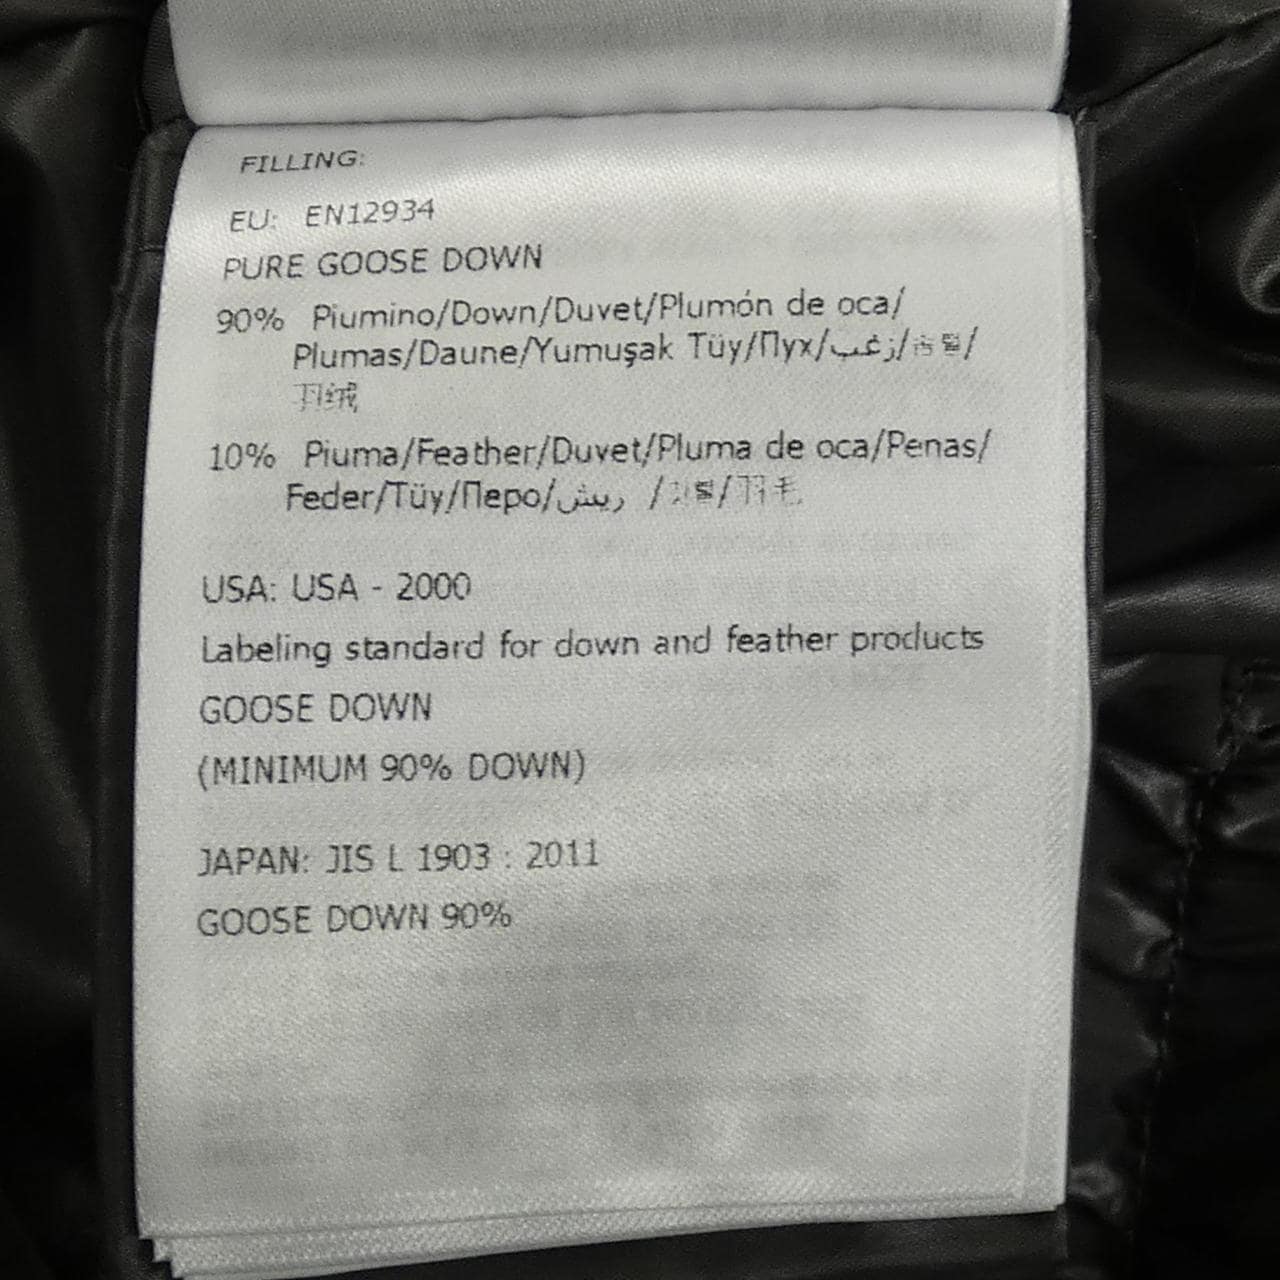 FILLING:
EU: EN12934
PURE GOOSE DOWN
90% Piumino/Down/Duvet/Plumón de oca/
Plumas/Daune/Yumuşak Tüy/Пух/زغب/
羽绒
10% Piuma/Feather/Duvet/Pluma de oca/Penas/
Feder/Tüy/Перо/ريش /羽毛
USA: USA - 2000
Labeling standard for down and feather products
GOOSE DOWN
(MINIMUM 90% DOWN)
JAPAN: JIS L 1903 : 2011
GOOSE DOWN 90%